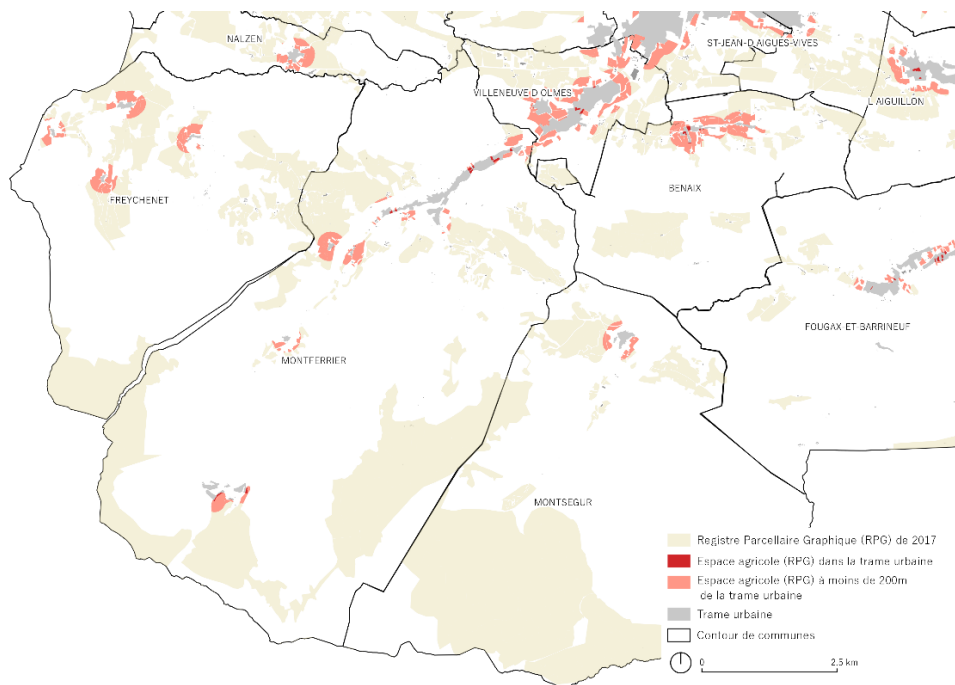 NALZEN
ST-JEAN-D AIGUES-VIVES
VILLENEUVE-D OLMES
L AIGUILLON
FREYCHENET
BENAIX
FOUGAX-ET-BARRINEUF
MONTFERRIER
MONTSEGUR
Registre Parcellaire Graphique (RPG) de 2017
Espace agricole (RPG) dans la trame urbaine
Espace agricole (RPG) à moins de 200m
de la trame urbaine
Trame urbaine
Contour de communes
0 2.5 km